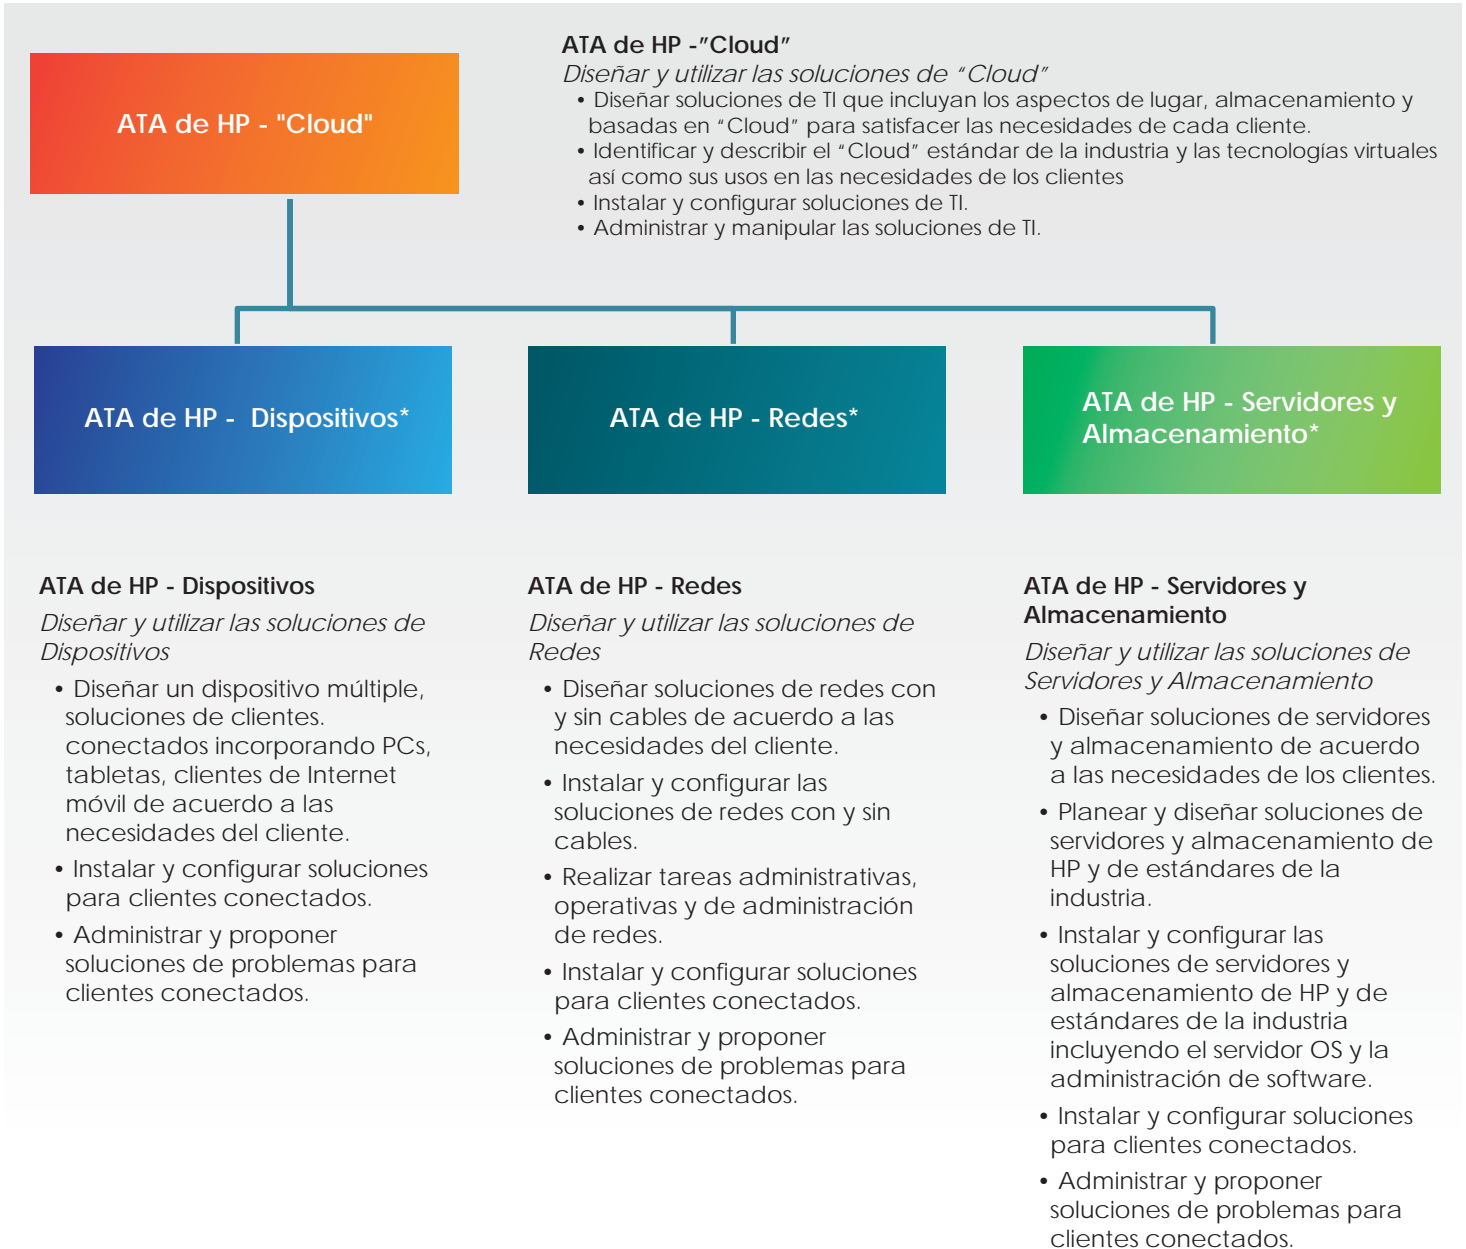 ATA de HP - "Cloud"
ATA de HP -"Cloud"
Diseñar y utilizar las soluciones de “Cloud”
• Diseñar soluciones de TI que incluyan los aspectos de lugar, almacenamiento y
basadas en “Cloud” para satisfacer las necesidades de cada cliente.
• Identificar y describir el “Cloud” estándar de la industria y las tecnologías virtuales
así como sus usos en las necesidades de los clientes
• Instalar y configurar soluciones de TI.
• Administrar y manipular las soluciones de TI.
ATA de HP - Dispositivos*
ATA de HP - Redes*
ATA de HP - Servidores y
Almacenamiento*
ATA de HP - Dispositivos
Diseñar y utilizar las soluciones de
Dispositivos
• Diseñar un dispositivo múltiple,
soluciones de clientes.
conectados incorporando PCs,
tabletas, clientes de Internet
móvil de acuerdo a las
necesidades del cliente.
• Instalar y configurar soluciones
para clientes conectados.
• Administrar y proponer
soluciones de problemas para
clientes conectados.
ATA de HP - Redes
Diseñar y utilizar las soluciones de
Redes
• Diseñar soluciones de redes con
y sin cables de acuerdo a las
necesidades del cliente.
• Instalar y configurar las
soluciones de redes con y sin
cables.
• Realizar tareas administrativas,
operativas y de administración
de redes.
• Instalar y configurar soluciones
para clientes conectados.
• Administrar y proponer
soluciones de problemas para
clientes conectados.
ATA de HP - Servidores y
Almacenamiento
Diseñar y utilizar las soluciones de
Servidores y Almacenamiento
• Diseñar soluciones de servidores
y almacenamiento de acuerdo
a las necesidades de los clientes.
• Planear y diseñar soluciones de
servidores y almacenamiento de
HP y de estándares de la
industria.
• Instalar y configurar las
soluciones de servidores y
almacenamiento de HP y de
estándares de la industria
incluyendo el servidor OS y la
administración de software.
• Instalar y configurar soluciones
para clientes conectados.
• Administrar y proponer
soluciones de problemas para
clientes conectados.